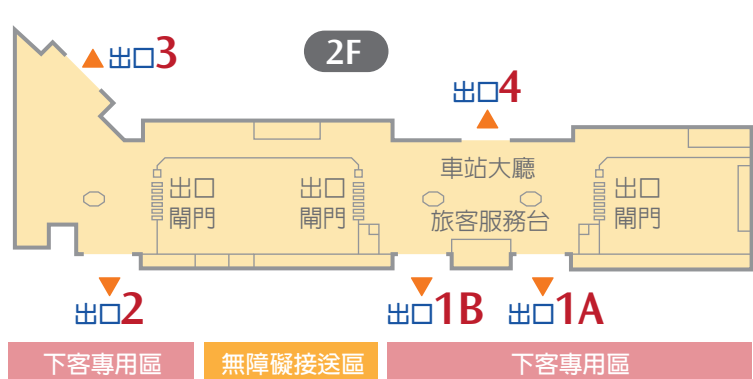 2F
出口3
出口4
車站大廳
出口
閘門
出口
閘門
出口
閘門
旅客服務台
出口2
出口1B
出口1A
下客專用區
無障礙接送區
下客專用區